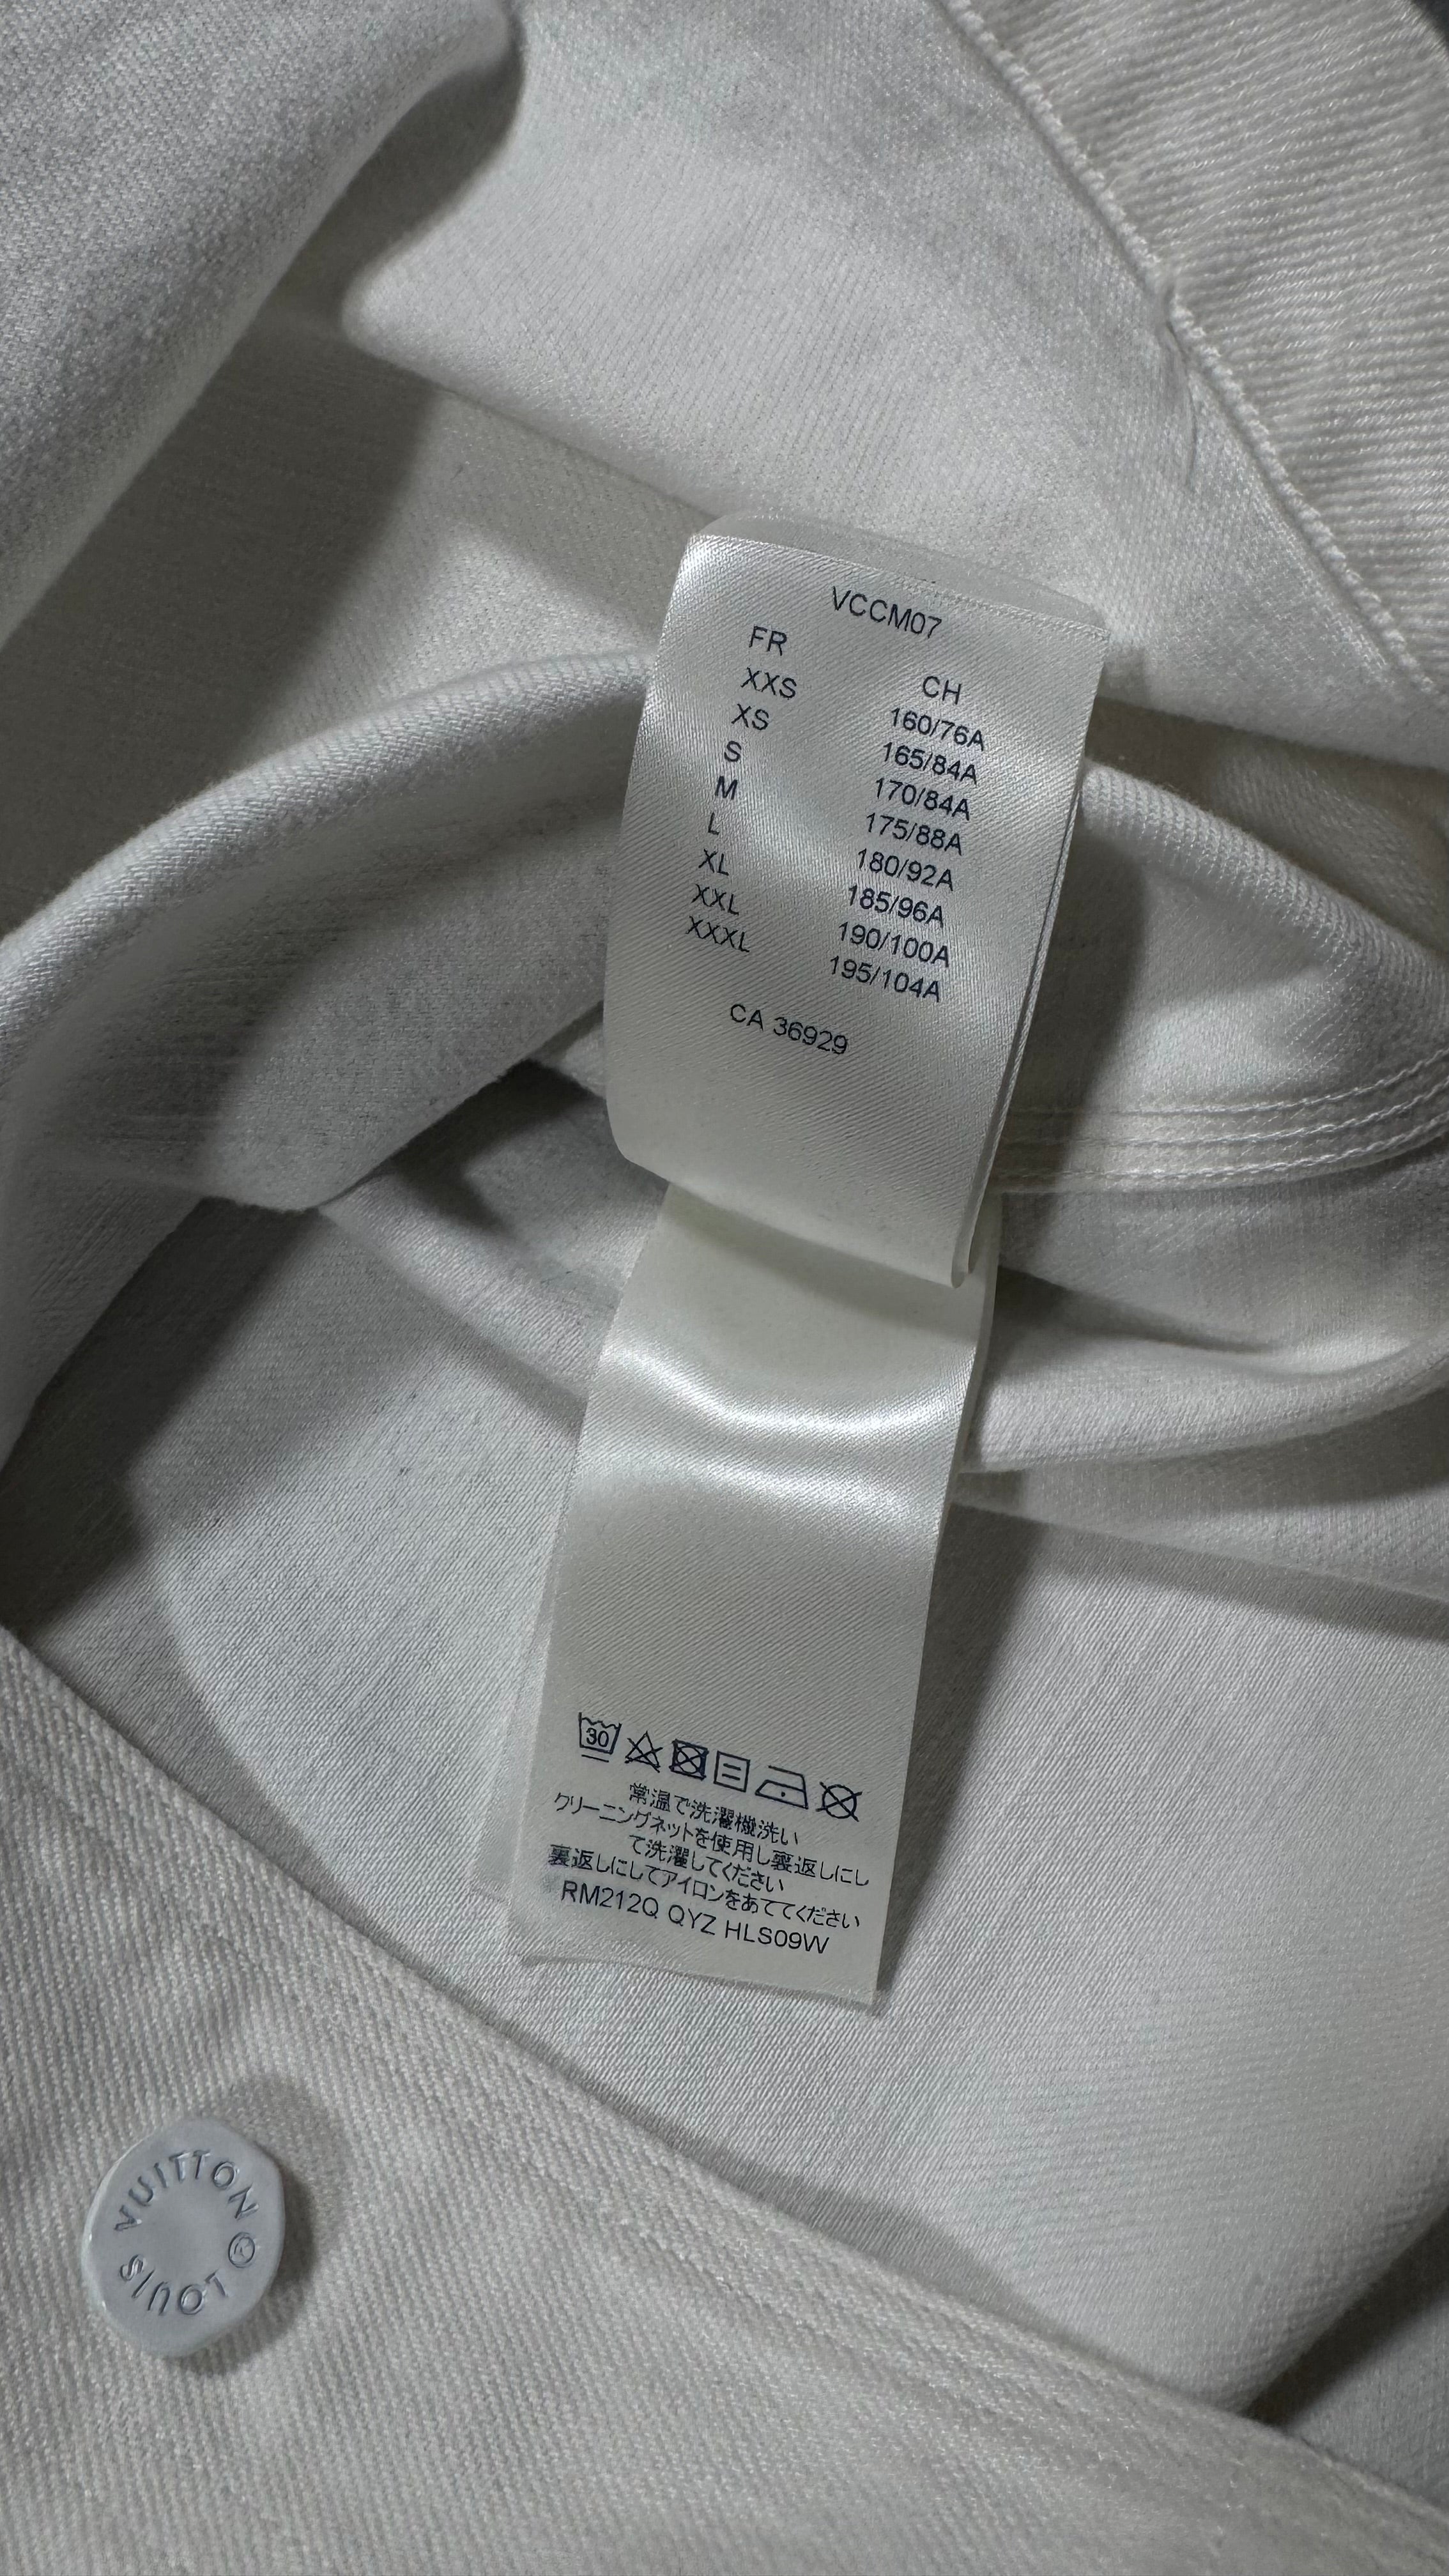 VCCM07
FR CH
XXS 160/76A
XS 165/84A
S 170/84A
M 175/88A
L 180/92A
XL 185/96A
XXL 190/100A
XXXL 195/104A
CA 36929
30
常温で洗濯機洗い
クリーニングネットを使用し裏返しにし
て洗濯してください
裏返しにしてアイロンをあててください
RM212Q QYZ HLS09W
LOUIS VUITTON ®